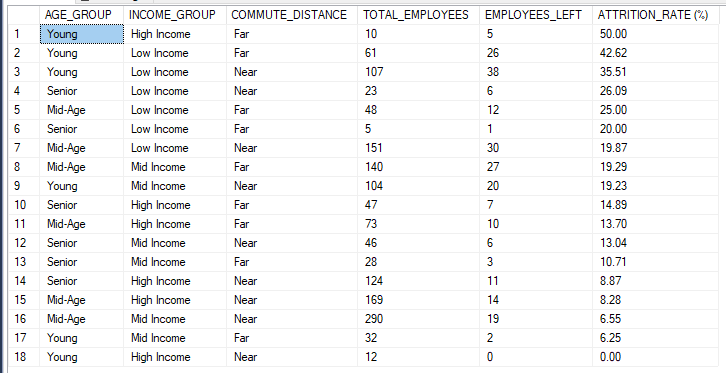 AGE_GROUP INCOME_GROUP COMMUTE_DISTANCE TOTAL_EMPLOYEES EMPLOYEES_LEFT ATTRITION_RATE (%)
1 Young High Income Far 10 5 50.00
2 Young Low Income Far 61 26 42.62
3 Young Low Income Near 107 38 35.51
4 Senior Low Income Near 23 6 26.09
5 Mid-Age Low Income Far 48 12 25.00
6 Senior Low Income Far 5 1 20.00
7 Mid-Age Low Income Near 151 30 19.87
8 Mid-Age Mid Income Far 140 27 19.29
9 Young Mid Income Near 104 20 19.23
10 Senior High Income Far 47 7 14.89
11 Mid-Age High Income Far 73 10 13.70
12 Senior Mid Income Near 46 6 13.04
13 Senior Mid Income Far 28 3 10.71
14 Senior High Income Near 124 11 8.87
15 Mid-Age High Income Near 169 14 8.28
16 Mid-Age Mid Income Near 290 19 6.55
17 Young Mid Income Far 32 2 6.25
18 Young High Income Near 12 0 0.00